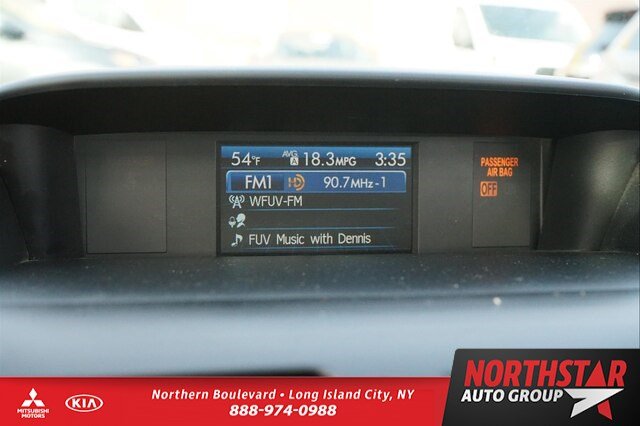 54°F AVG A 18.3MPG 3:35
FM1 HD 90.7MHz-1
WFUV-FM
FUV Music with Dennis
PASSENGER
AIR BAG
OFF
MITSUBISHI
MOTORS
KIA
Northern Boulevard • Long Island City, NY
888-974-0988
NORTHSTAR
AUTO GROUP